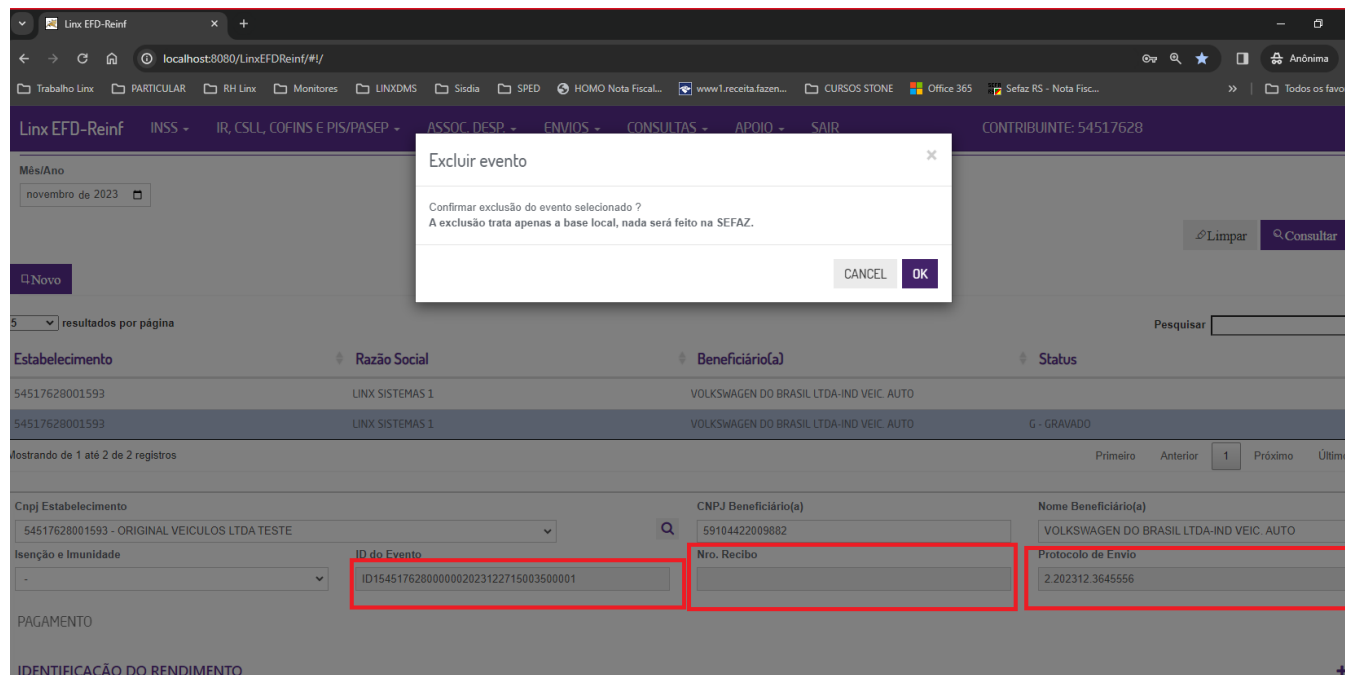 Linx EFD-Reinf
localhost:8080/LinxEFDReinf/#!/
Anônima
Trabalho Linx PARTICULAR RH Linx Monitores LINXDMS Sisdia SPED HOMO Nota Fiscal... www1.receita.fazen... CURSOS STONE Office 365 Sefaz RS - Nota Fisc... » Todos os favo
Linx EFD-Reinf INSS IR, CSLL, COFINS E PIS/PASEP ASSOC. DESP. ENVIOS CONSULTAS APOIO SAIR CONTRIBUINTE: 54517628
Excluir evento ×
Mês/Ano
novembro de 2023
Confirmar exclusão do evento selecionado ?
A exclusão trata apenas a base local, nada será feito na SEFAZ.
Limpar Consultar
CANCEL OK
Novo
5 resultados por página
Pesquisar
Estabelecimento Razão Social Beneficiário(a) Status
54517628001593 LINX SISTEMAS 1 VOLKSWAGEN DO BRASIL LTDA-IND VEIC. AUTO
54517628001593 LINX SISTEMAS 1 VOLKSWAGEN DO BRASIL LTDA-IND VEIC. AUTO G - GRAVADO
Mostrando de 1 até 2 de 2 registros
Primeiro Anterior 1 Próximo Último
Cnpj Estabelecimento CNPJ Beneficiário(a) Nome Beneficiário(a)
54517628001593 - ORIGINAL VEICULOS LTDA TESTE 59104422009882 VOLKSWAGEN DO BRASIL LTDA-IND VEIC. AUTO
Isenção e Imunidade ID do Evento Nro. Recibo Protocolo de Envio
- ID1545176280000002023122715003500001 2.202312.3645556
PAGAMENTO
IDENTIFICAÇÃO DO RENDIMENTO +